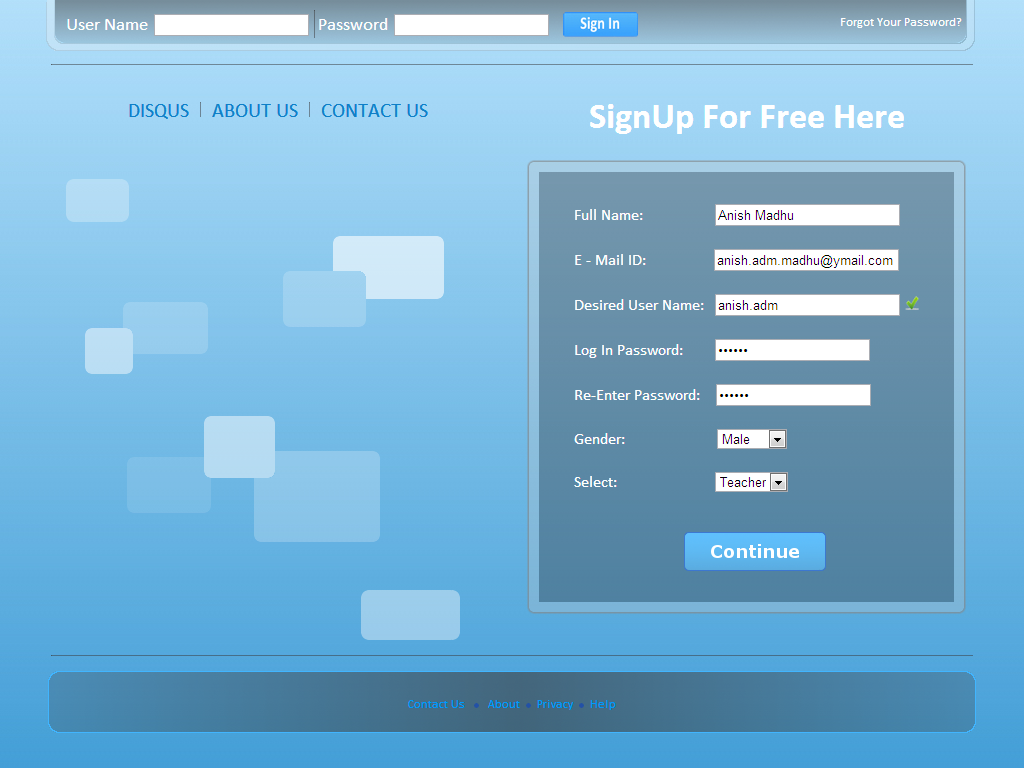 User Name Password Sign In Forgot Your Password?
DISQUS ABOUT US CONTACT US
SignUp For Free Here
Full Name: Anish Madhu
E - Mail ID: anish.adm.madhu@ymail.com
Desired User Name: anish.adm
Log In Password: ••••••
Re-Enter Password: ••••••
Gender: Male
Select: Teacher
Continue
Contact Us • About • Privacy • Help